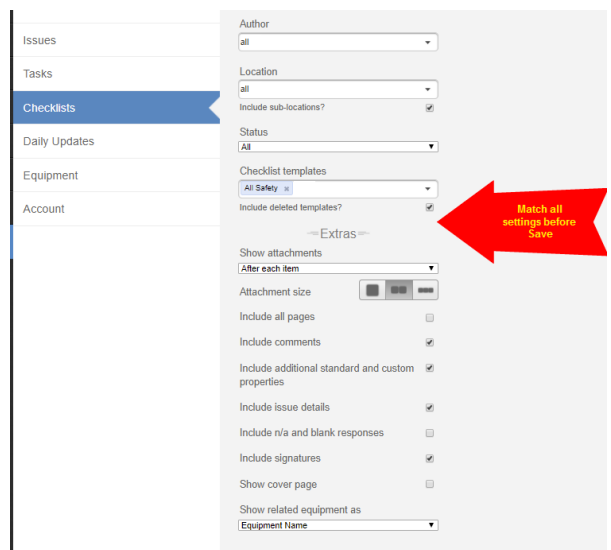 Issues
Tasks
Checklists
Daily Updates
Equipment
Account
Author
all
Location
all
Include sub-locations?
Status
All
Checklist templates
All Safety
Include deleted templates?
Extras
Show attachments
After each item
Attachment size
Include all pages
Include comments
Include additional standard and custom
properties
Include issue details
Include n/a and blank responses
Include signatures
Show cover page
Show related equipment as
Equipment Name
Match all
settings before
Save